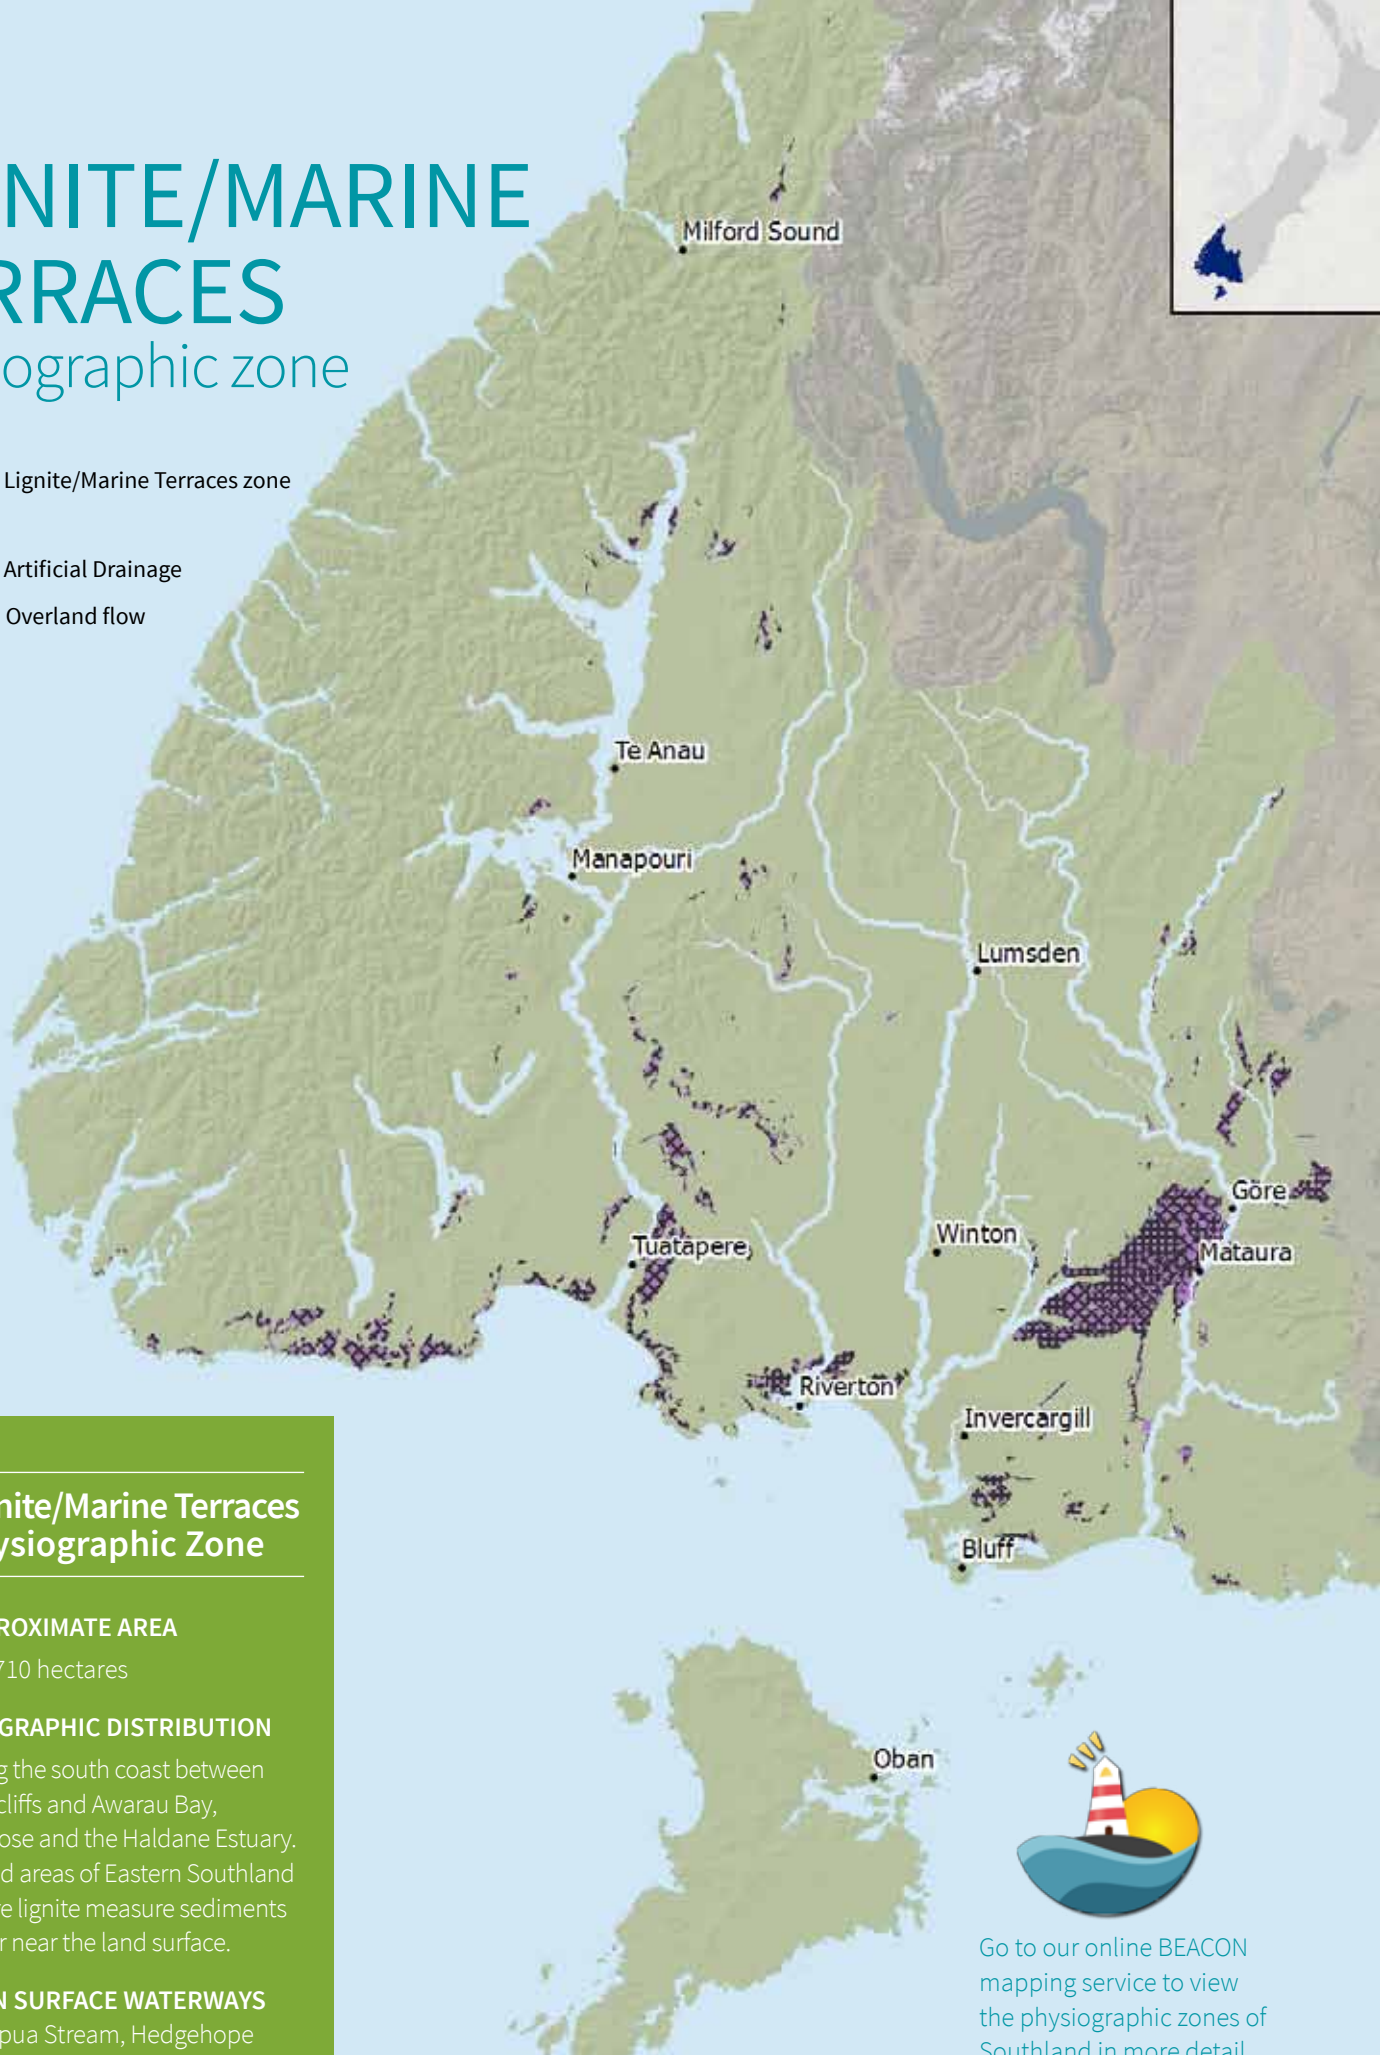 NITE/MARINE
RRACES
ographic zone
Lignite/Marine Terraces zone
Artificial Drainage
Overland flow
Milford Sound
Te Anau
Manapouri
Lumsden
Gore
Mataura
Winton
Tuatapere
Riverton
Invercargill
Bluff
Oban
nite/Marine Terraces
ysiographic Zone
ROXIMATE AREA
710 hectares
GRAPHIC DISTRIBUTION
g the south coast between
cliffs and Awarau Bay,
ose and the Haldane Estuary.
d areas of Eastern Southland
e lignite measure sediments
r near the land surface.
N SURFACE WATERWAYS
pua Stream, Hedgehope
Go to our online BEACON
mapping service to view
the physiographic zones of
Southland in more detail